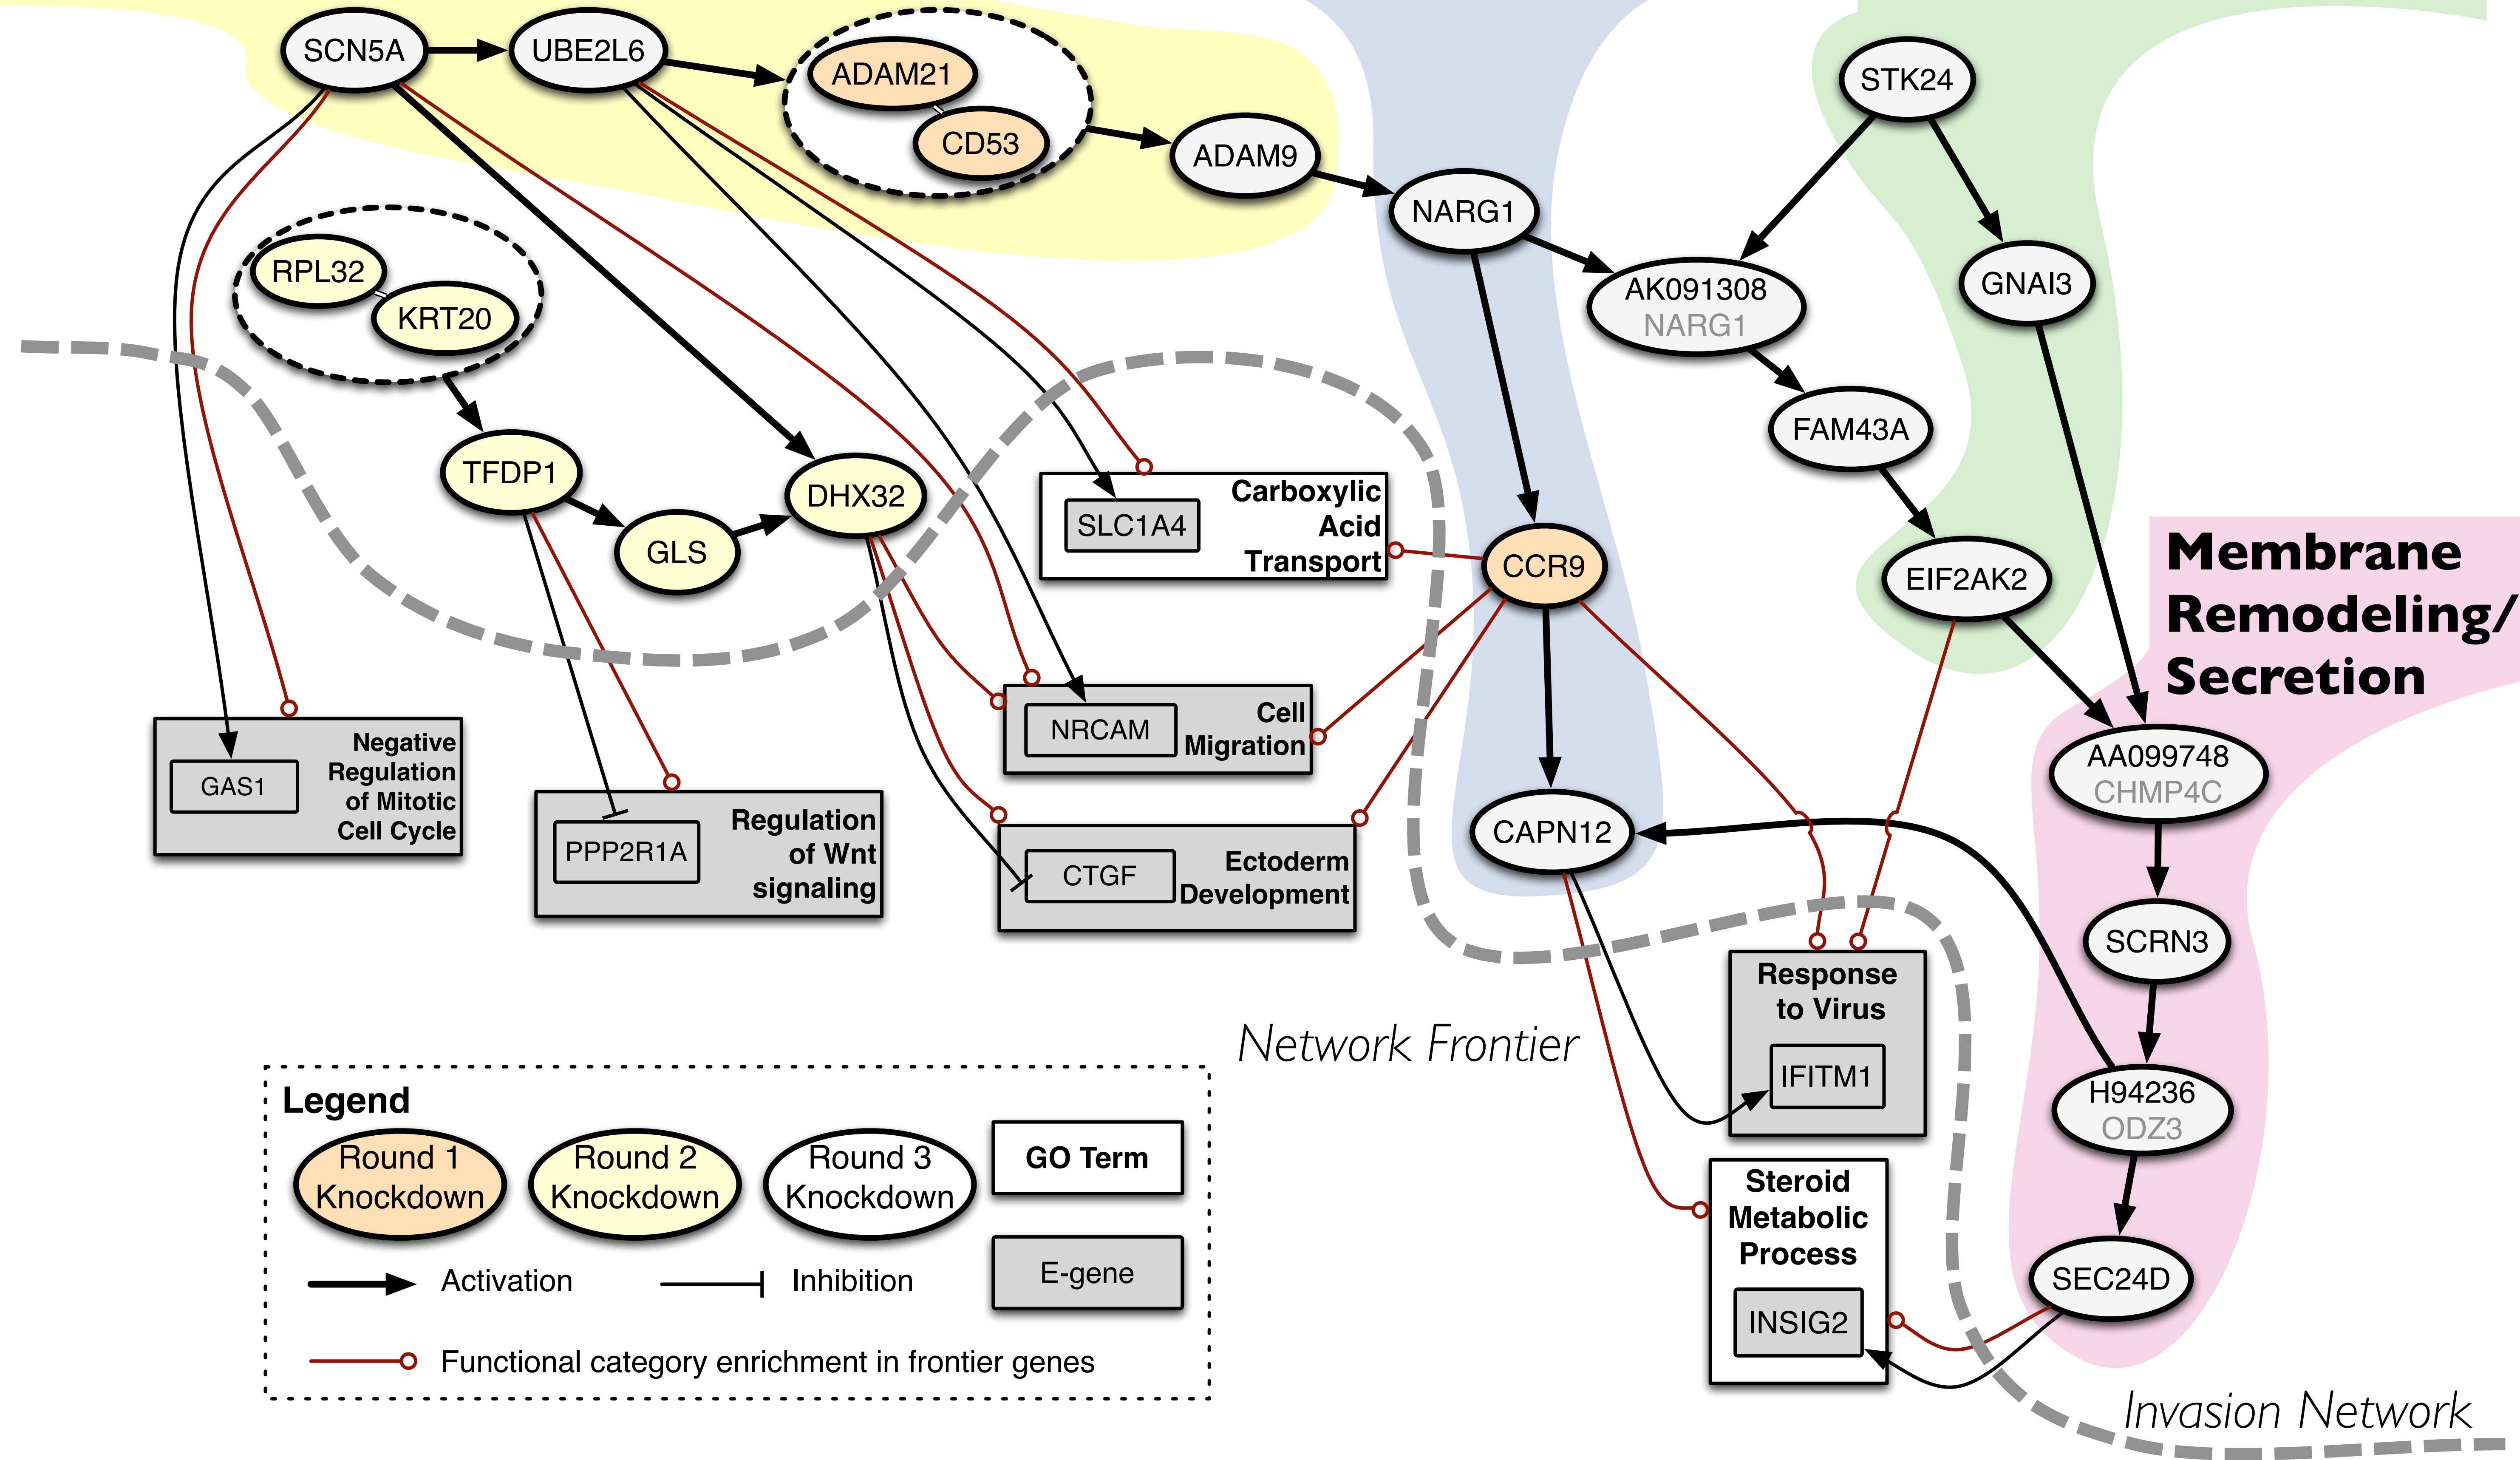 SCN5A
UBE2L6
ADAM21
CD53
ADAM9
NARG1
STK24
GNAI3
AK091308
NARG1
FAM43A
EIF2AK2
RPL32
KRT20
TFDP1
GLS
DHX32
Carboxylic
Acid
Transport
SLC1A4
CCR9
Membrane
Remodeling/
Secretion
Cell
Migration
NRCAM
Negative
Regulation
of Mitotic
Cell Cycle
GAS1
Regulation
of Wnt
signaling
PPP2R1A
Ectoderm
Development
CTGF
CAPN12
AA099748
CHMP4C
SCRN3
Response
to Virus
IFITM1
H94236
ODZ3
Steroid
Metabolic
Process
INSIG2
SEC24D
Network Frontier
Invasion Network
Legend
Round 1
Knockdown
Round 2
Knockdown
Round 3
Knockdown
GO Term
Activation
Inhibition
E-gene
Functional category enrichment in frontier genes